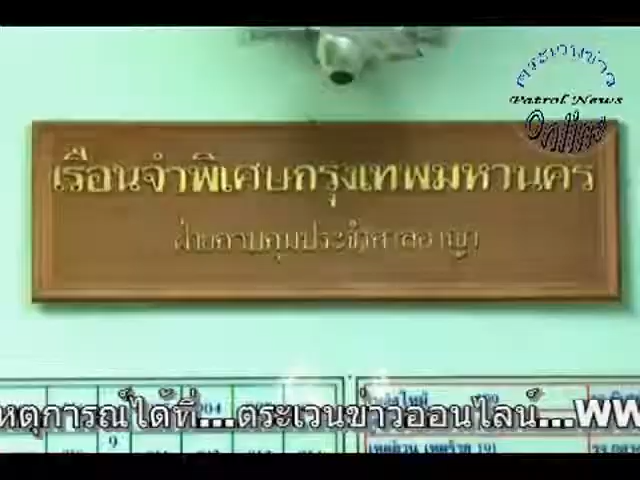 ตระเวนข่าว
Patrol News
Online
เรือนจำพิเศษกรุงเทพมหานคร
ฝ่ายควบคุมประจำศาลอาญา
หตุการณ์ได้ที่...ตระเวนข่าวออนไลน์...ww
9